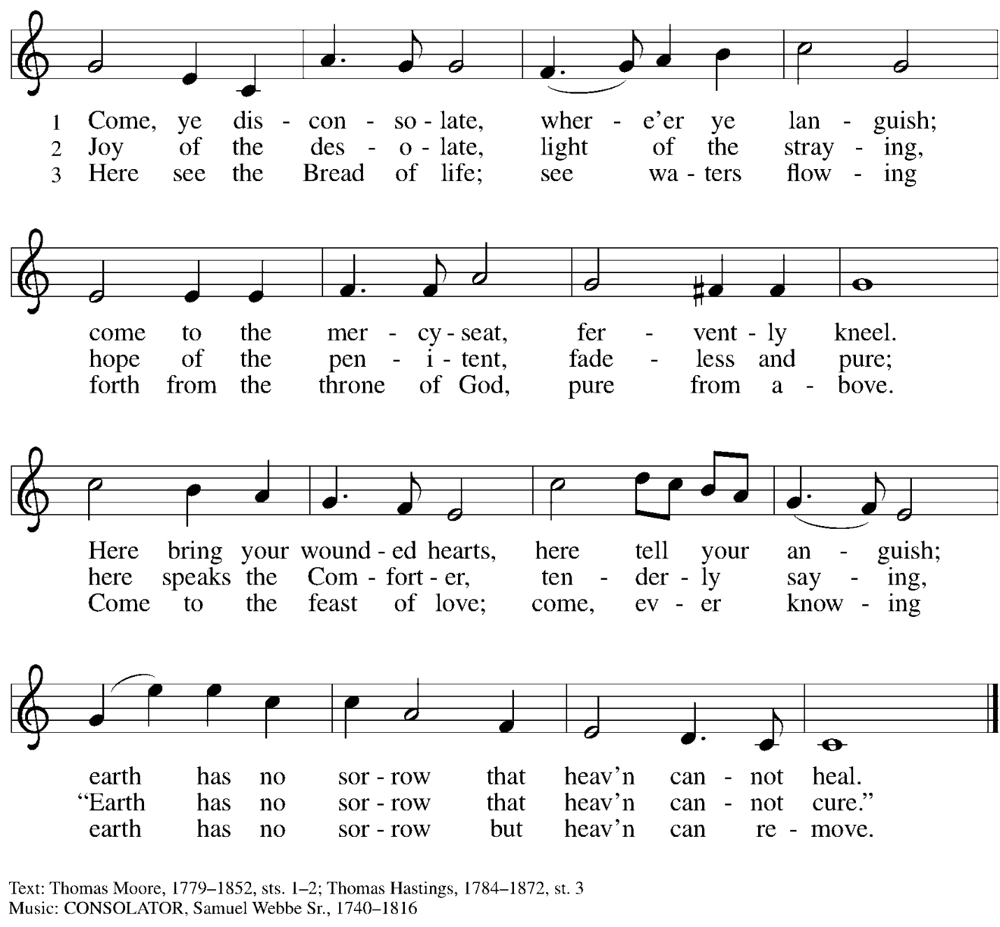 1 Come, ye dis - con - so - late, wher - e’er ye lan - guish;
2 Joy of the des - o - late, light of the stray - ing,
3 Here see the Bread of life; see wa - ters flow - ing
come to the mer - cy - seat, fer - vent - ly kneel.
hope of the pen - i - tent, fade - less and pure;
forth from the throne of God, pure from a - bove.
Here bring your wound - ed hearts, here tell your an - guish;
here speaks the Com - fort - er, ten - der - ly say - ing,
Come to the feast of love; come, ev - er know - ing
earth has no sor - row that heav’n can - not heal.
“Earth has no sor - row that heav’n can - not cure.”
earth has no sor - row but heav’n can re - move.
Text: Thomas Moore, 1779–1852, sts. 1–2; Thomas Hastings, 1784–1872, st. 3
Music: CONSOLATOR, Samuel Webbe Sr., 1740–1816